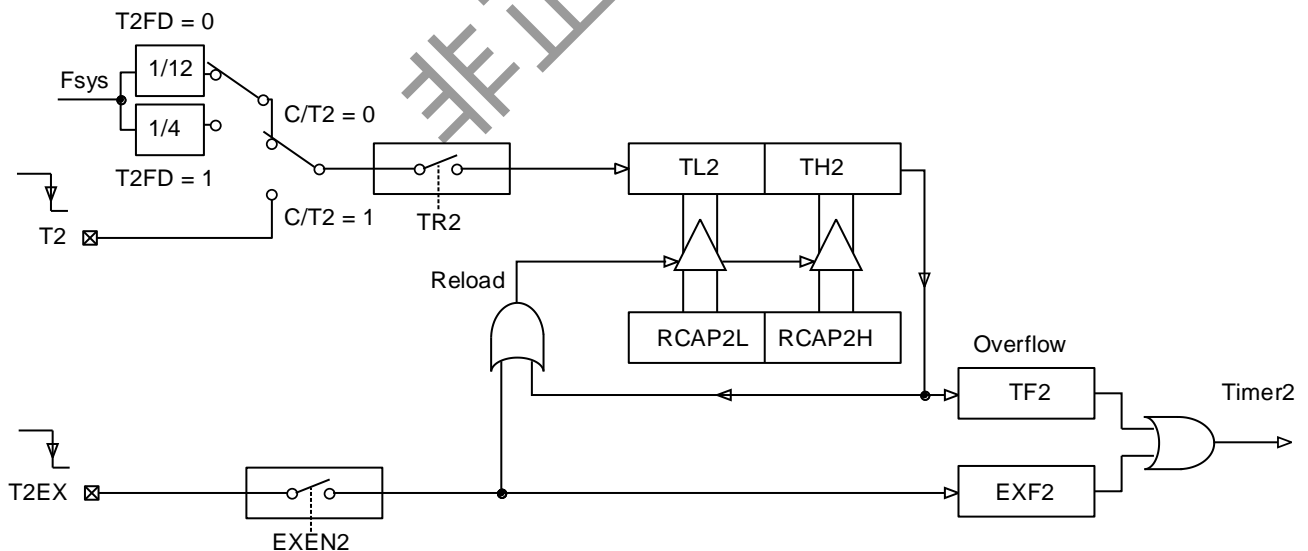 T2FD = 0
1/12
Fsys
C/T2 = 0
1/4
TL2
TH2
T2FD = 1
C/T2 = 1
TR2
T2
Reload
RCAP2L
RCAP2H
Overflow
TF2
Timer2
T2EX
EXF2
EXEN2
非